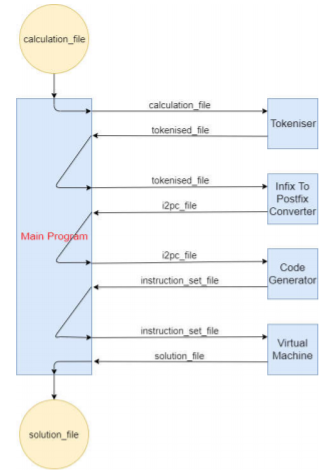 calculation_file
calculation_file
Tokeniser
tokenised_file
tokenised_file
Infix To
Postfix
Converter
i2pc_file
Main Program
i2pc_file
Code
Generator
instruction_set_file
instruction_set_file
Virtual
Machine
solution_file
solution_file